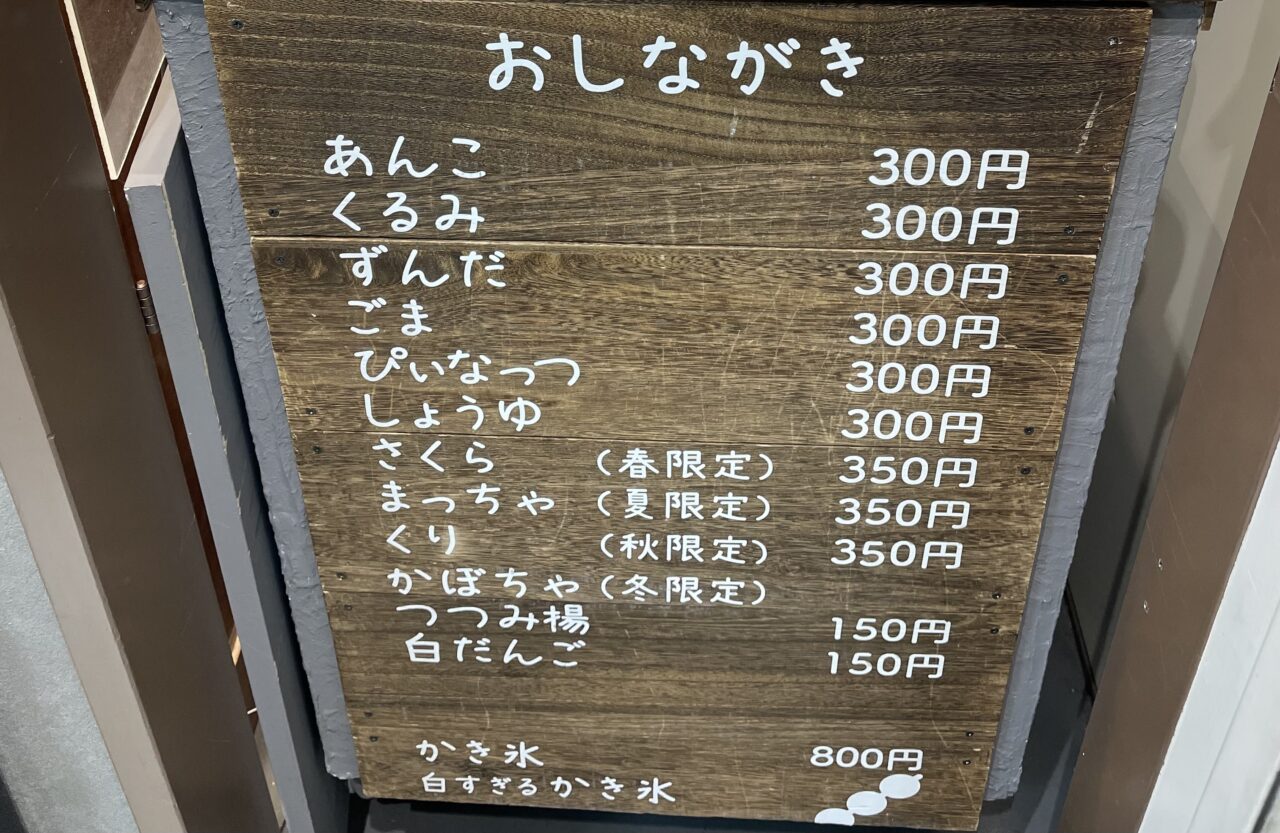 おしながき
あんこ 300円
くるみ 300円
ずんだ 300円
ごま 300円
ぴぃなっつ 300円
しょうゆ 300円
さくら (春限定) 350円
まっちゃ (夏限定) 350円
くり (秋限定) 350円
かぼちゃ (冬限定)
つつみ揚 150円
白だんご 150円
かき氷 800円
白すぎるかき氷